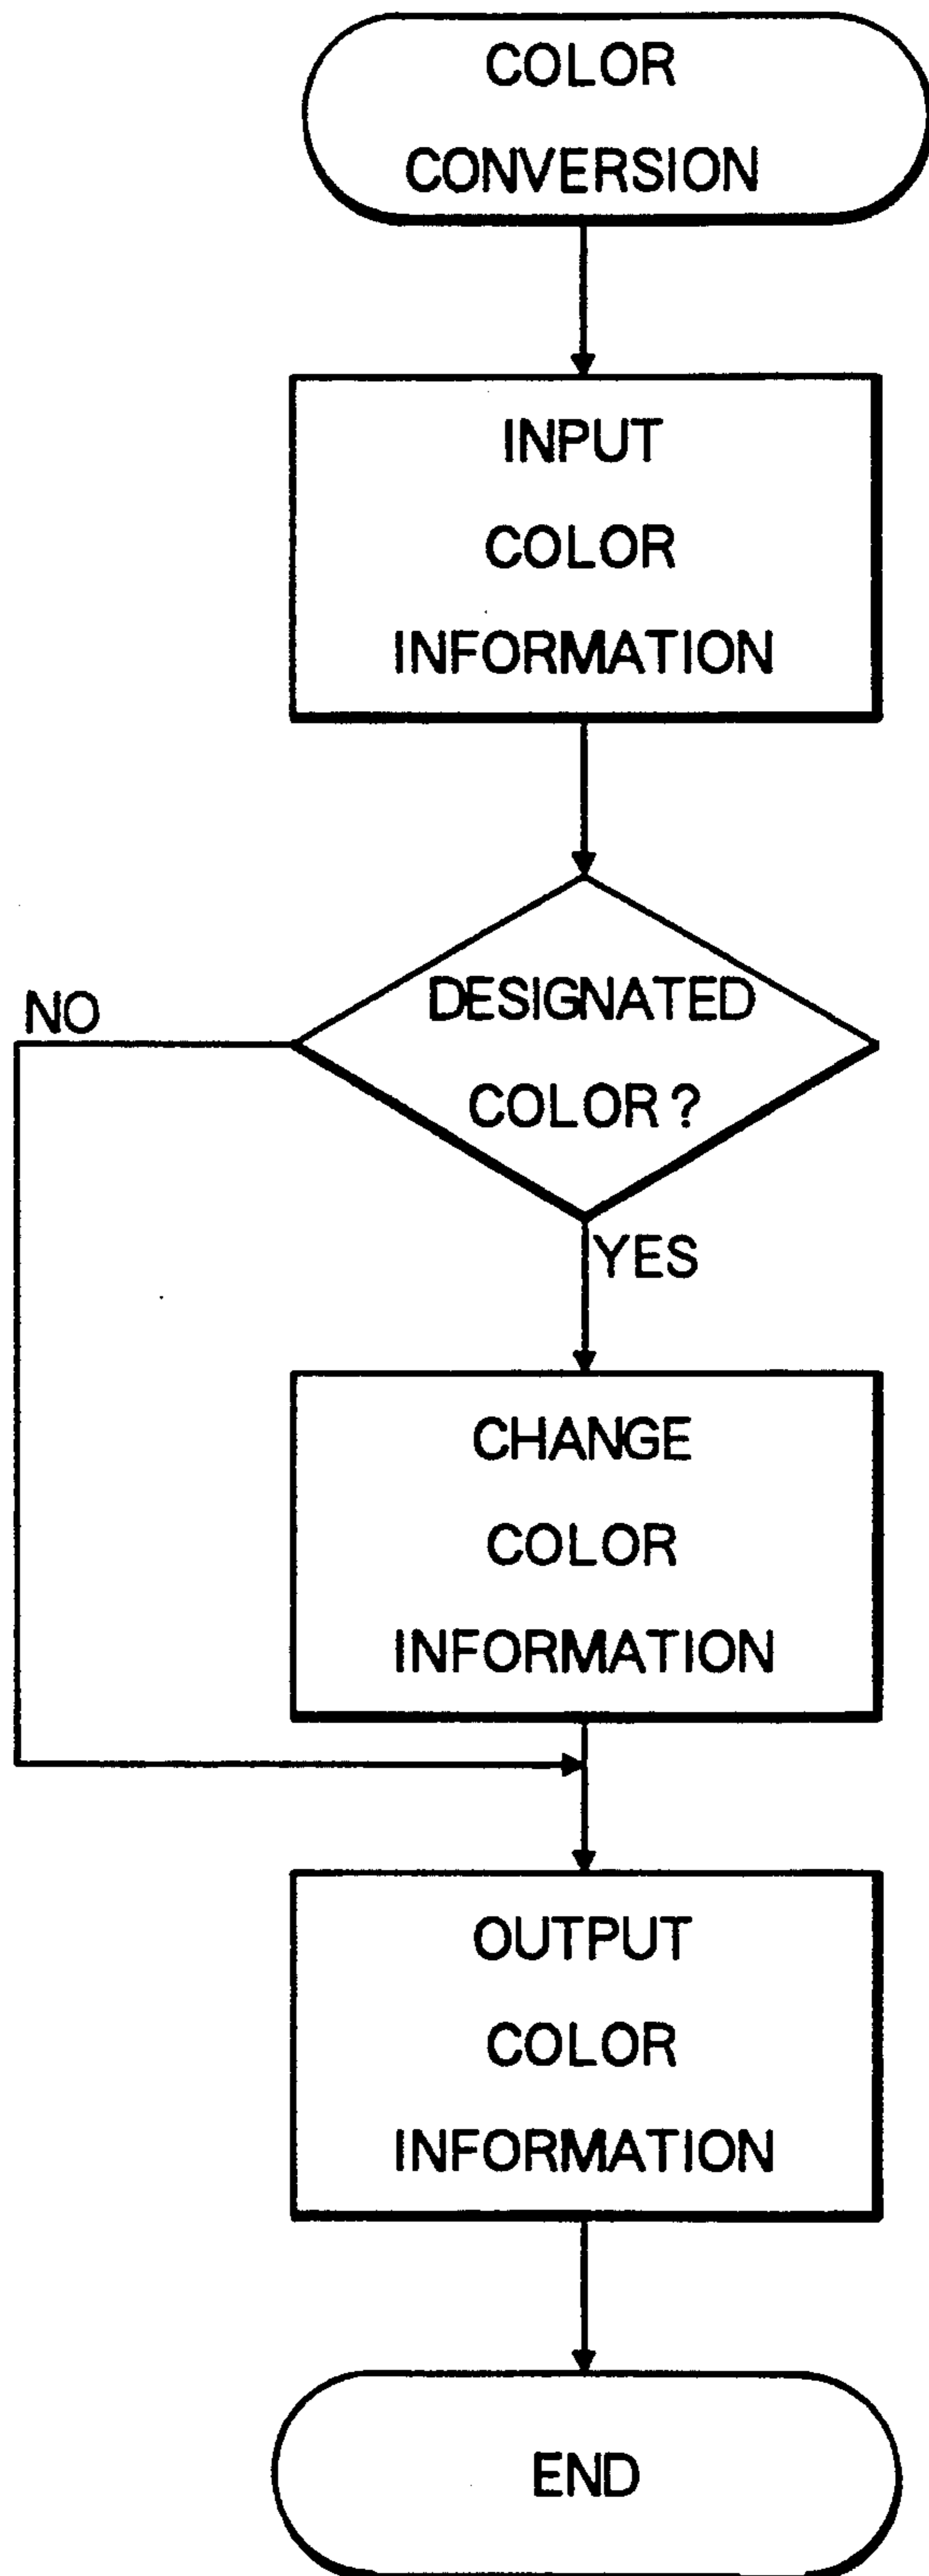 COLOR
CONVERSION
INPUT
COLOR
INFORMATION
DESIGNATED
COLOR?
NO
YES
CHANGE
COLOR
INFORMATION
OUTPUT
COLOR
INFORMATION
END